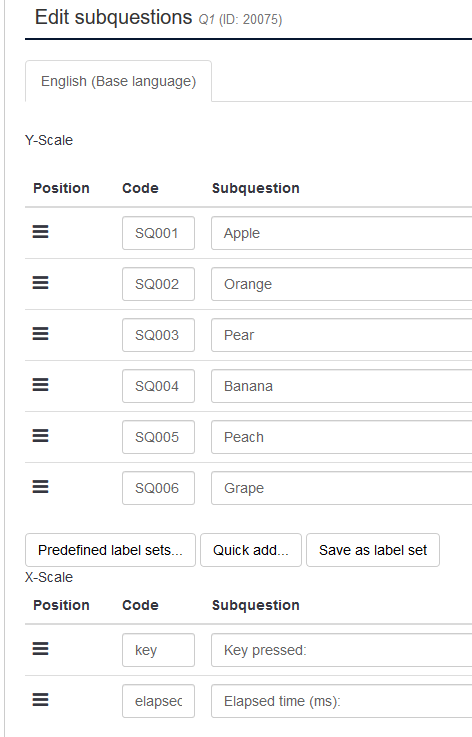 Edit subquestions Q1 (ID: 20075)
English (Base language)
Y-Scale
Position Code Subquestion
SQ001 Apple
SQ002 Orange
SQ003 Pear
SQ004 Banana
SQ005 Peach
SQ006 Grape
Predefined label sets... Quick add... Save as label set
X-Scale
Position Code Subquestion
key Key pressed:
elapsed Elapsed time (ms):